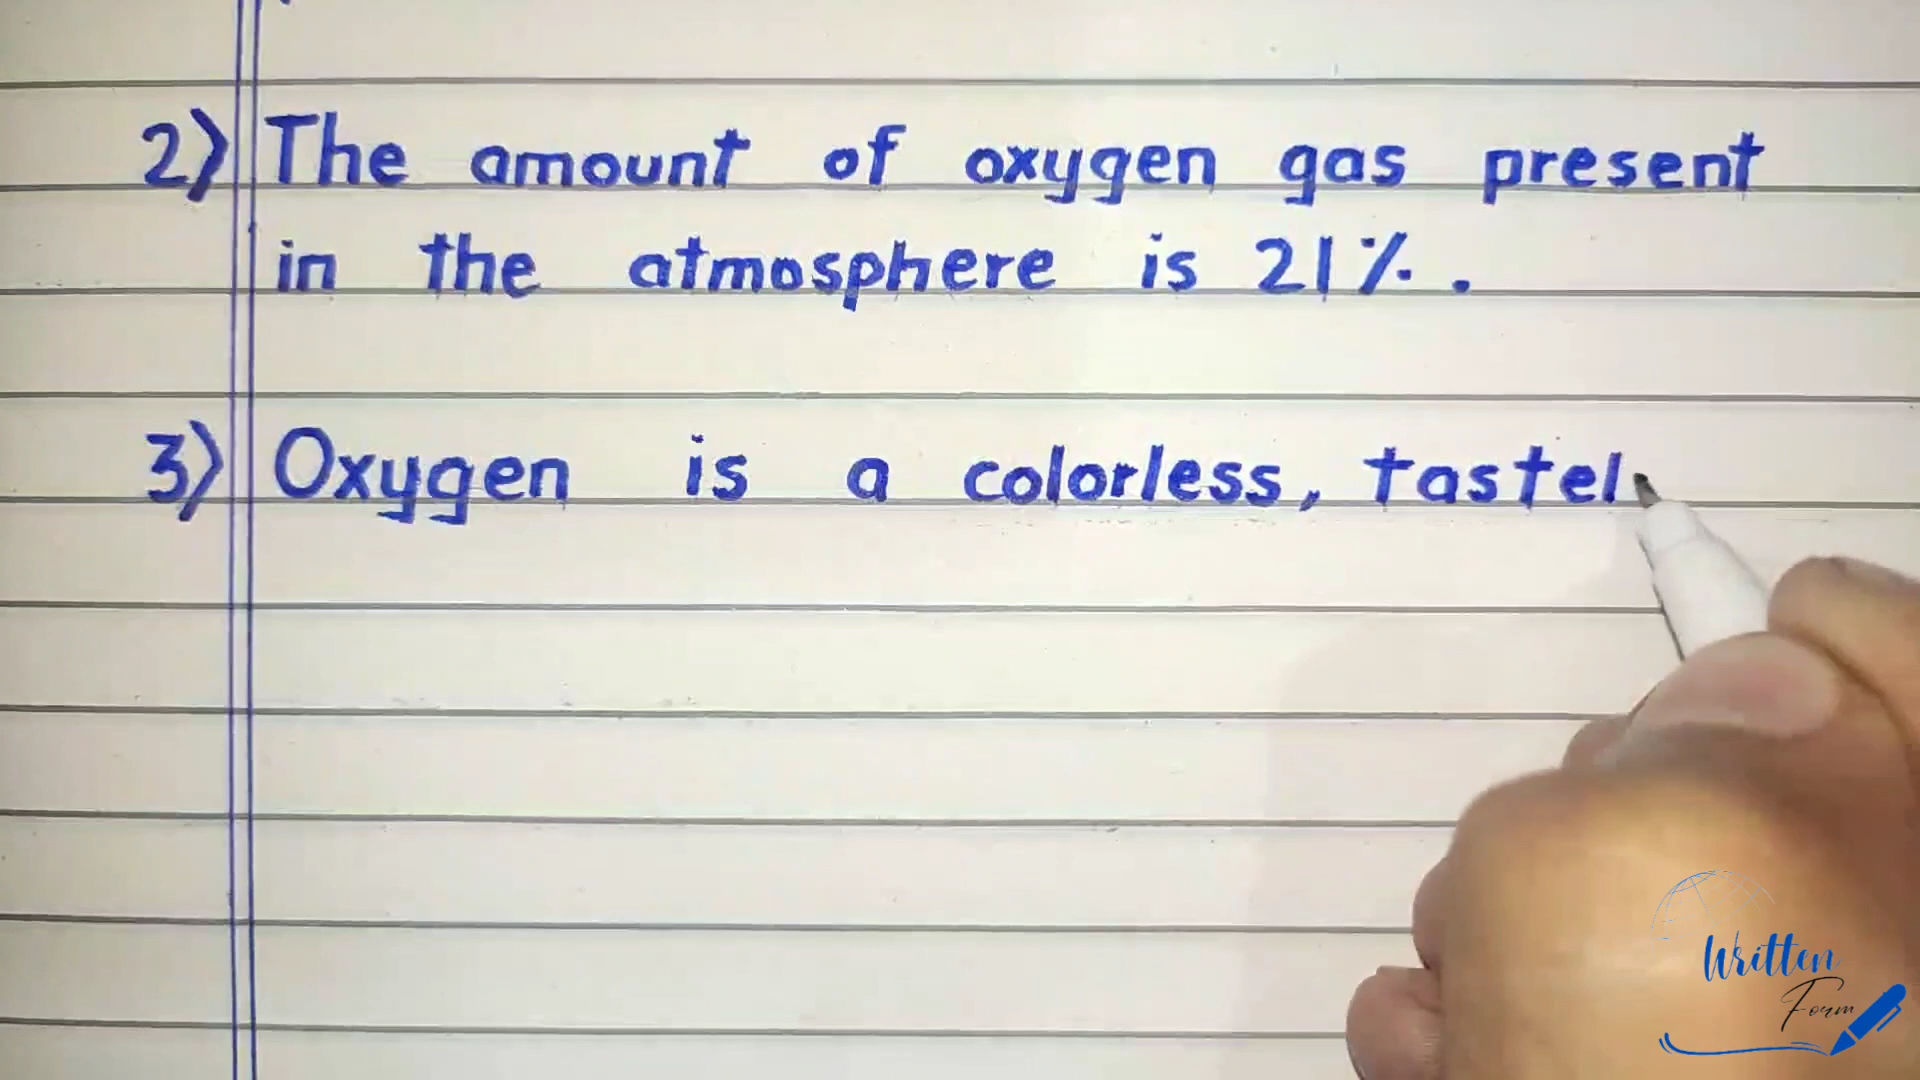 2) The amount of oxygen gas present
in the atmosphere is 21%.
3) Oxygen is a colorless, tastel
Written
Form